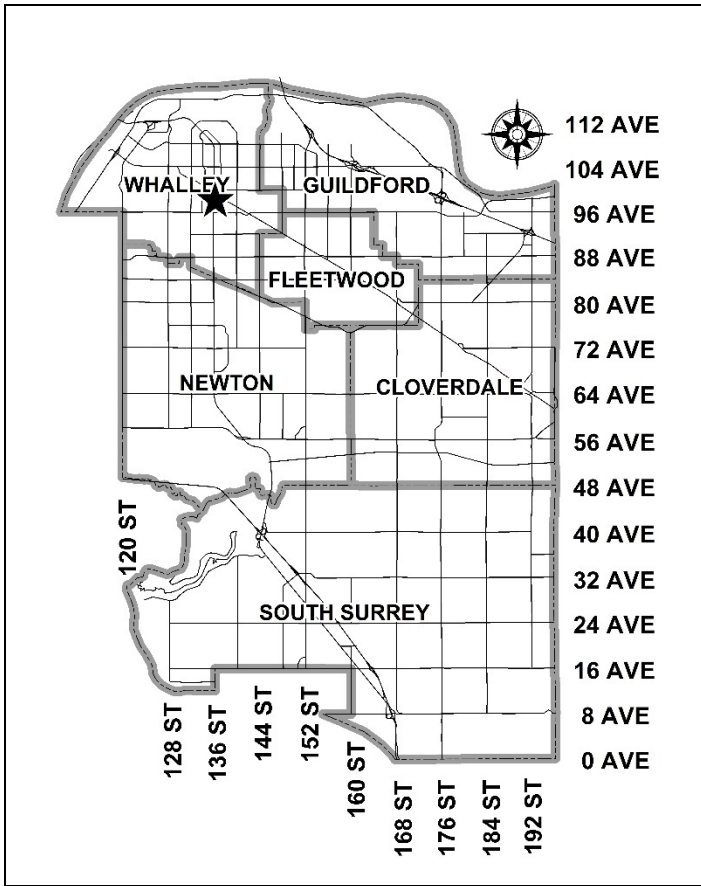 112 AVE
104 AVE
WHALLEY
GUILDFORD
96 AVE
88 AVE
FLEETWOOD
80 AVE
72 AVE
NEWTON
CLOVERDALE
64 AVE
56 AVE
48 AVE
120 ST
40 AVE
32 AVE
SOUTH SURREY
24 AVE
16 AVE
128 ST
136 ST
144 ST
152 ST
160 ST
168 ST
176 ST
184 ST
192 ST
8 AVE
0 AVE